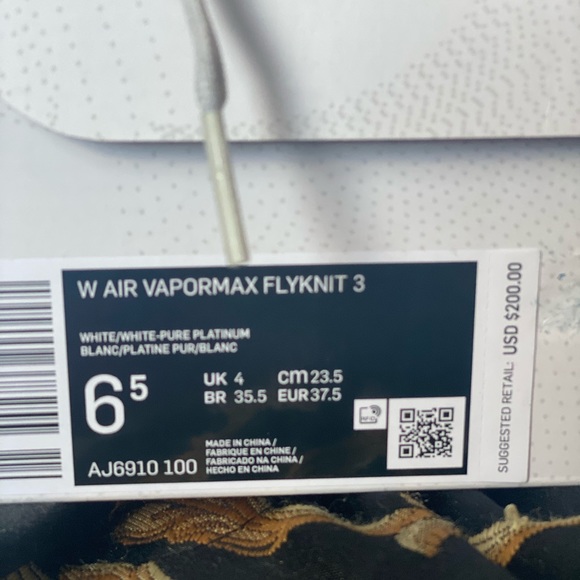 W AIR VAPORMAX FLYKNIT 3
WHITE/WHITE-PURE PLATINUM
BLANC/PLATINE PUR/BLANC
6⁵
UK 4 CM 23.5
BR 35.5 EUR 37.5
AJ6910 100
MADE IN CHINA /
FABRIQUE EN CHINE /
FABRICADO NA CHINA /
HECHO EN CHINA
SUGGESTED RETAIL: USD $200.00